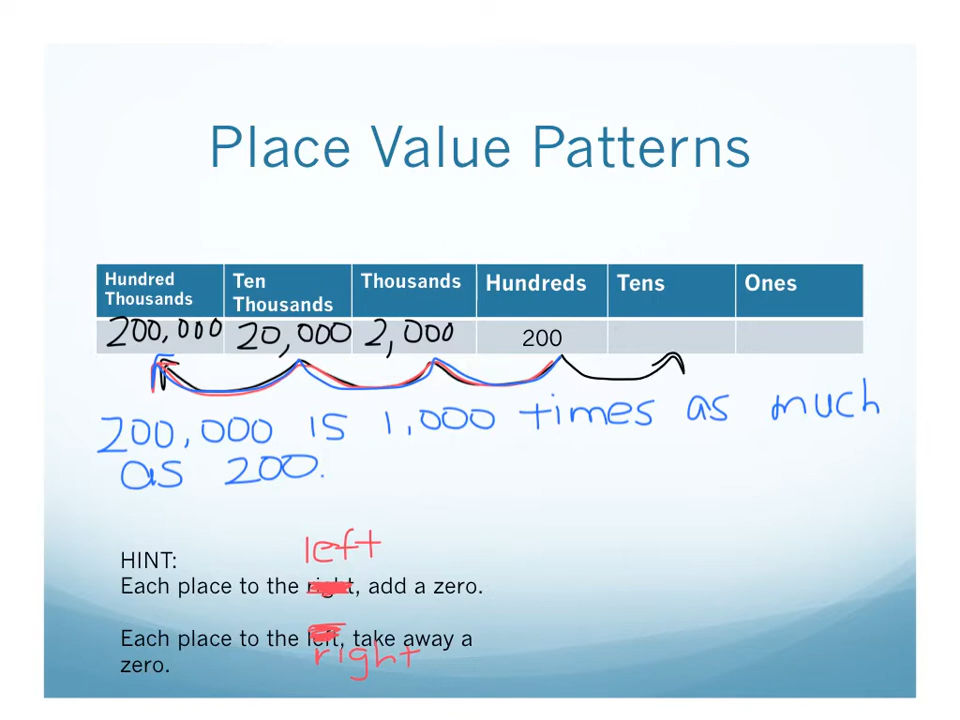 Place Value Patterns
Hundred Thousands Ten Thousands Thousands Hundreds Tens Ones
200,000 20,000 2,000 200
200,000 is 1,000 times as much
as 200.
HINT:
left
Each place to the right, add a zero.
Each place to the left, take away a
right
zero.